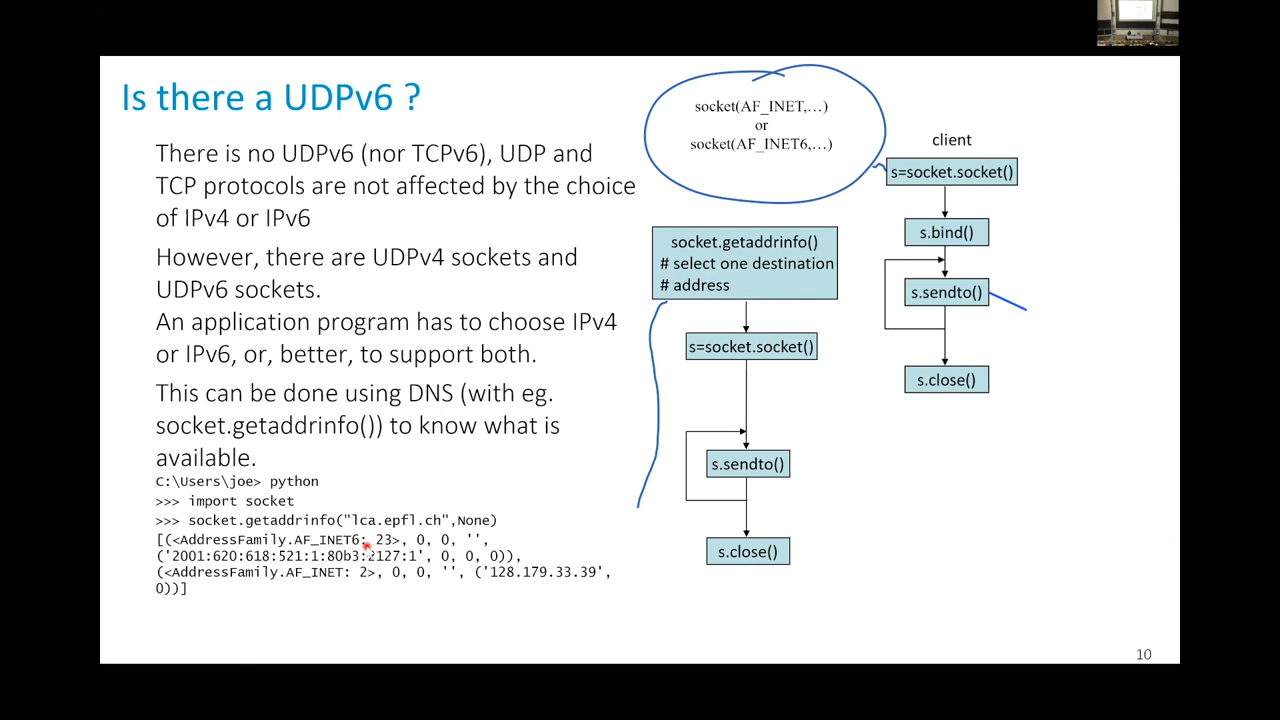 Is there a UDPv6 ?
There is no UDPv6 (nor TCPv6), UDP and
TCP protocols are not affected by the choice
of IPv4 or IPv6
However, there are UDPv4 sockets and
UDPv6 sockets.
An application program has to choose IPv4
or IPv6, or, better, to support both.
This can be done using DNS (with eg.
socket.getaddrinfo()) to know what is
available.
C:\Users\joe> python
>>> import socket
>>> socket.getaddrinfo("lca.epfl.ch",None)
[(<AddressFamily.AF_INET6: 23>, 0, 0, '',
('2001:620:618:521:1:80b3:2127:1', 0, 0, 0)),
(<AddressFamily.AF_INET: 2>, 0, 0, '', ('128.179.33.39',
0))]
socket(AF_INET,…)
or
socket(AF_INET6,…)
socket.getaddrinfo()
# select one destination
# address
s=socket.socket()
s.sendto()
s.close()
client
s=socket.socket()
s.bind()
s.sendto()
s.close()
10